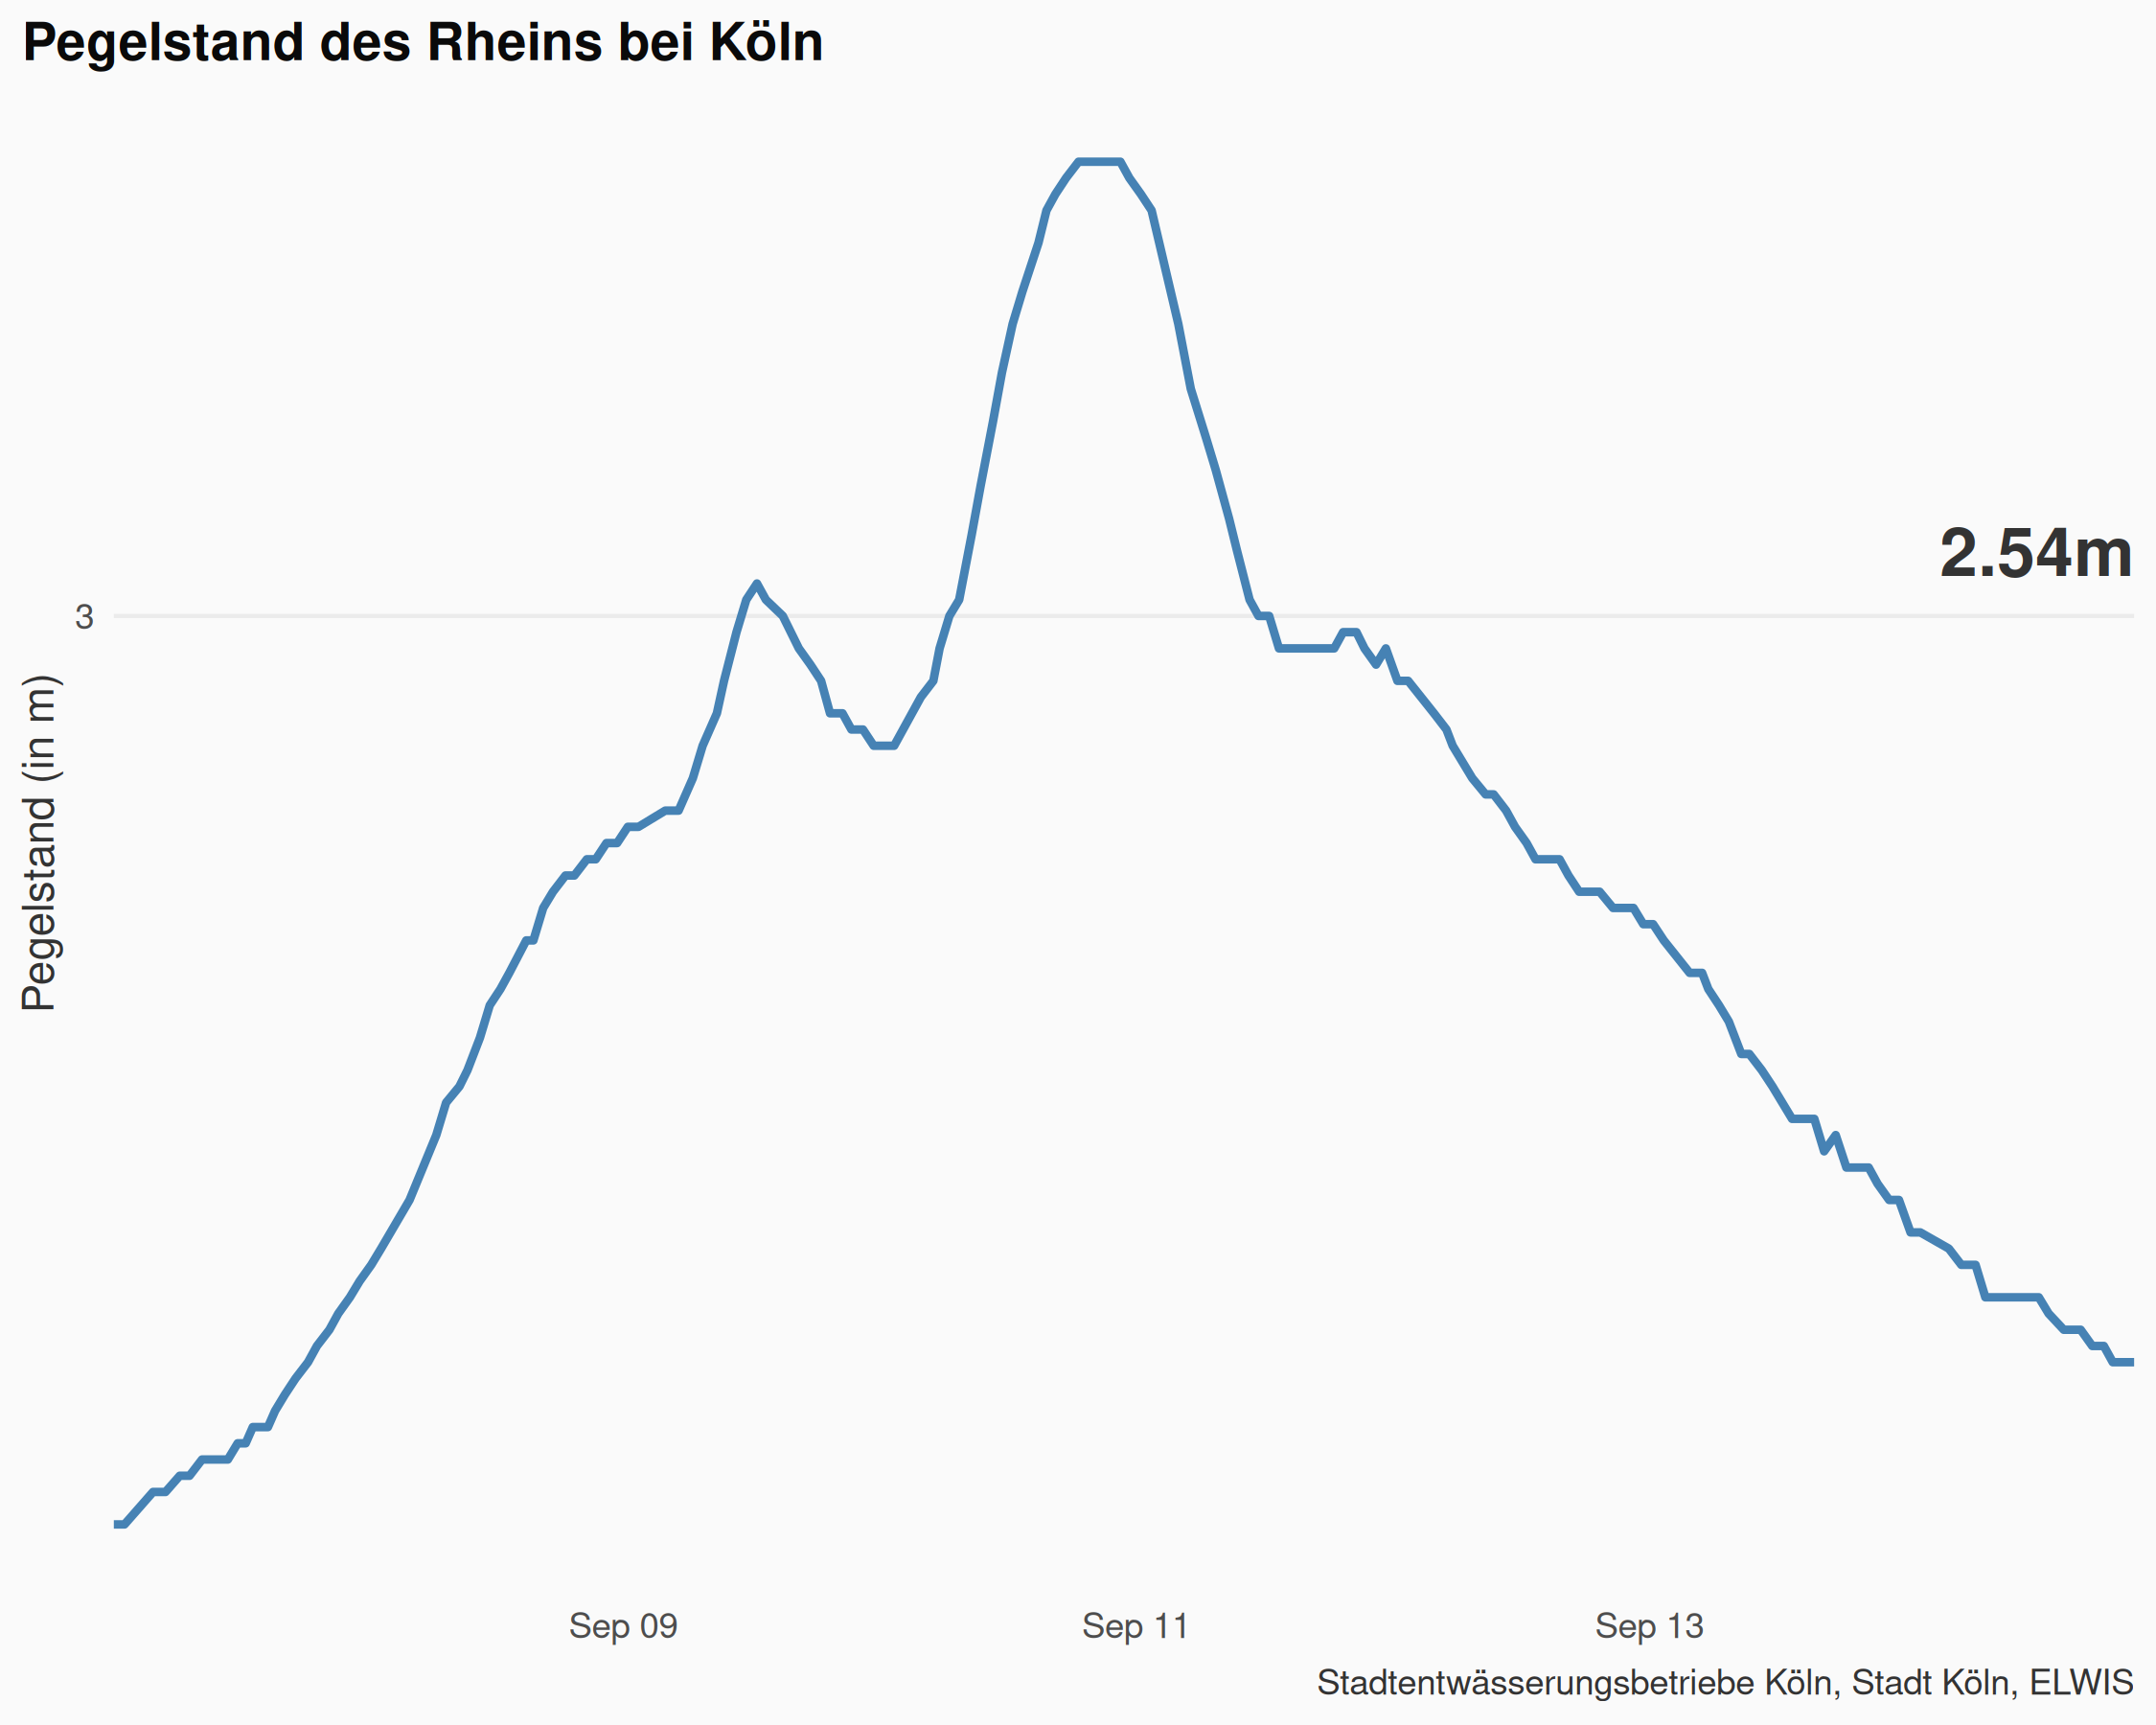 Pegelstand des Rheins bei Köln
2.54m
3
Pegelstand (in m)
Sep 09
Sep 11
Sep 13
Stadtentwässerungsbetriebe Köln, Stadt Köln, ELWIS